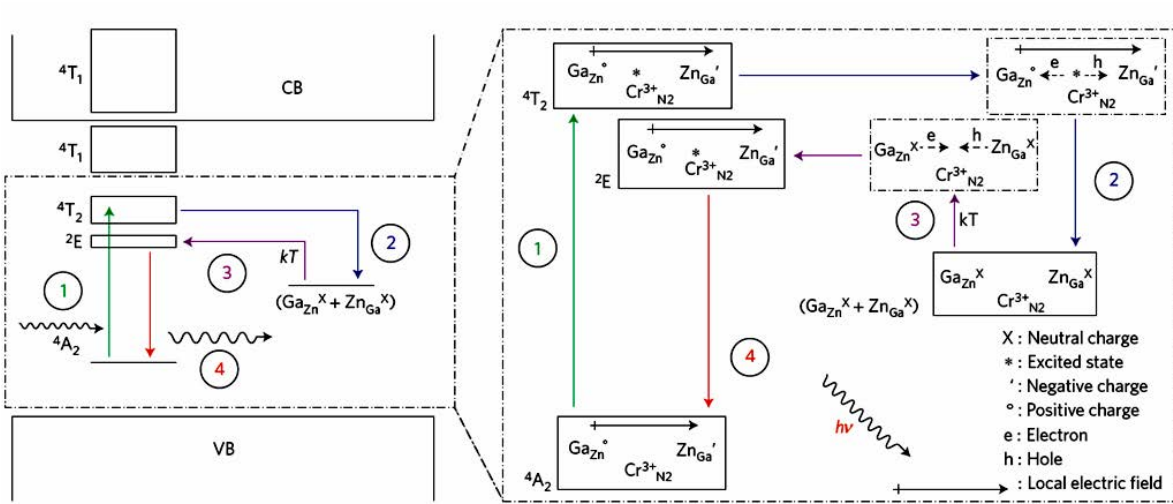 ⁴T₁
CB
⁴T₁
⁴T₂
²E
2
kT
3
1
(Ga_Zn^X + Zn_Ga^X)
⁴A₂
4
VB
Ga_Zn° * Zn_Ga′
Cr³⁺_N2
⁴T₂
e h
Ga_Zn° * Zn_Ga′
Cr³⁺_N2
Ga_Zn° * Zn_Ga′
Cr³⁺_N2
²E
e h
Ga_Zn^X Zn_Ga^X
Cr³⁺_N2
2
3
kT
1
Ga_Zn^X Zn_Ga^X
Cr³⁺_N2
(Ga_Zn^X + Zn_Ga^X)
4
hν
Ga_Zn° Zn_Ga′
Cr³⁺_N2
⁴A₂
X : Neutral charge
* : Excited state
′ : Negative charge
° : Positive charge
e : Electron
h : Hole
: Local electric field